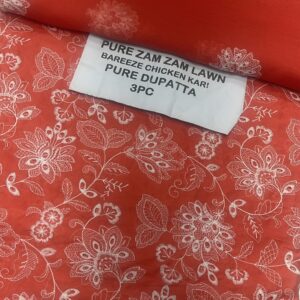 PURE ZAM ZAM LAWN
BAREEZE CHICKEN KARI
PURE DUPATTA
3PC